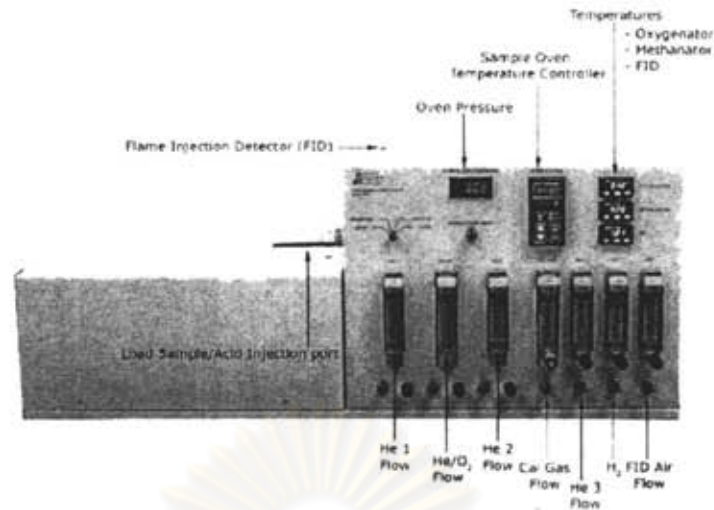 Temperatures
- Oxygenator
- Methanator
- FID
Sample Oven
Temperature Controller
Oven Pressure
Flame Injection Detector (FID)
Load Sample/Acid Injection port
He 1
Flow
He/O₂
Flow
He 2
Flow
Cal Gas
Flow
He 3
Flow
H₂
FID Air
Flow